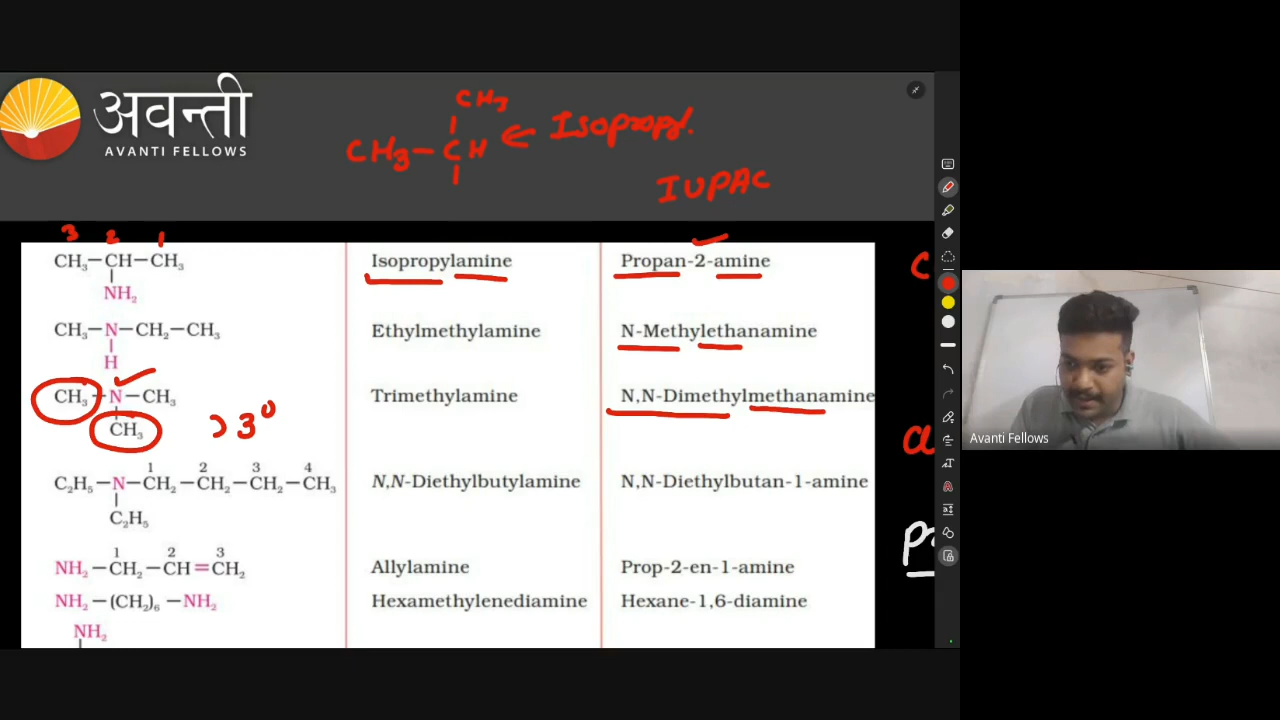 अवन्ती
AVANTI FELLOWS
CH3
CH3-CH ⇐ Isopropyl.
IUPAC
3 2 1
CH₃—CH—CH₃ Isopropylamine Propan-2-amine
NH₂
CH₃—N—CH₂—CH₃ Ethylmethylamine N-Methylethanamine
H
CH₃—N—CH₃ Trimethylamine N,N-Dimethylmethanamine
CH₃
3°
1 2 3 4
C₂H₅—N—CH₂—CH₂—CH₂—CH₃ N,N-Diethylbutylamine N,N-Diethylbutan-1-amine
C₂H₅
1 2 3
NH₂—CH₂—CH=CH₂ Allylamine Prop-2-en-1-amine
NH₂—(CH₂)₆—NH₂ Hexamethylenediamine Hexane-1,6-diamine
NH₂
Avanti Fellows